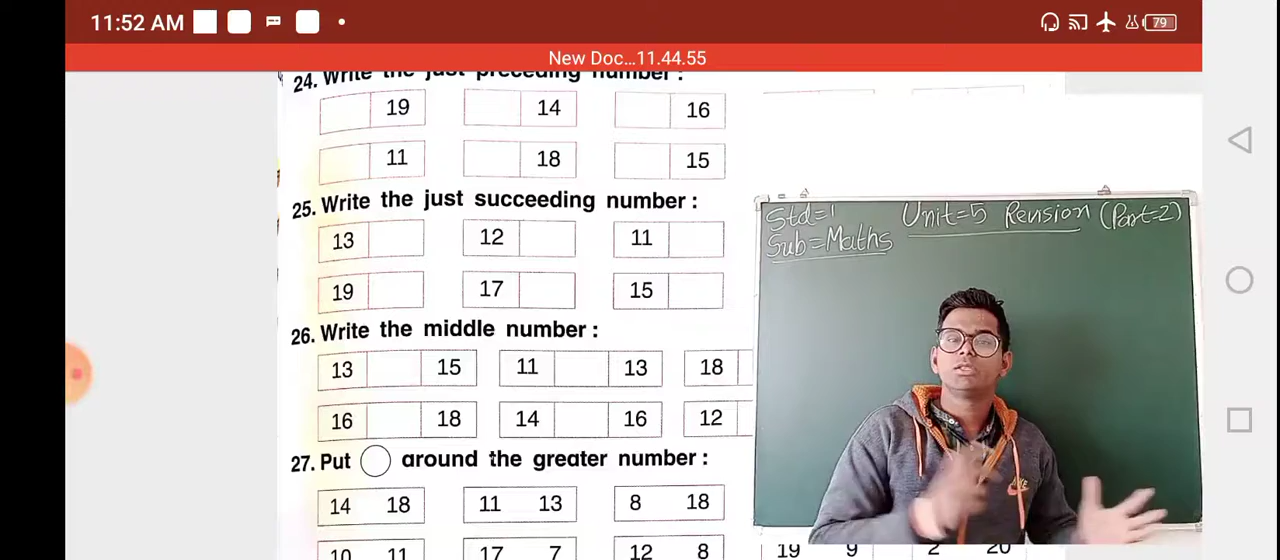 11:52 AM 79
New Doc...11.44.55
24. Write the just preceding number :
19 14 16
11 18 15
25. Write the just succeeding number :
13 12 11
19 17 15
26. Write the middle number :
13 15 11 13 18
16 18 14 16 12
27. Put around the greater number :
14 18 11 13 8 18
10 11 17 7 12 8 19 9 2 20
Std=1 Unit=5 Revision (Part=2)
Sub=Maths